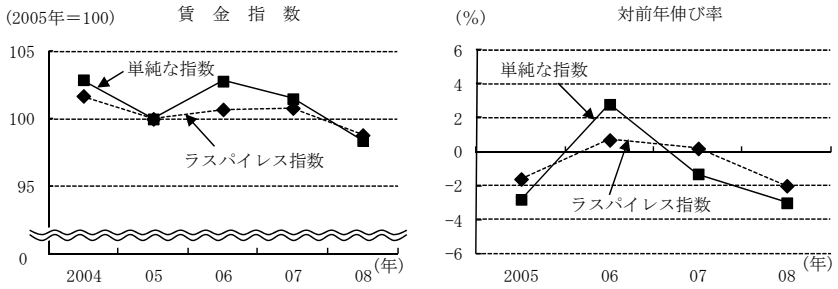 (2005年＝100)
賃 金 指 数
105
100
95
0
単純な指数
ラスパイレス指数
2004 05 06 07 08 (年)
(％)
対前年伸び率
6
4
2
0
−2
−4
−6
単純な指数
ラスパイレス指数
2005 06 07 08 (年)